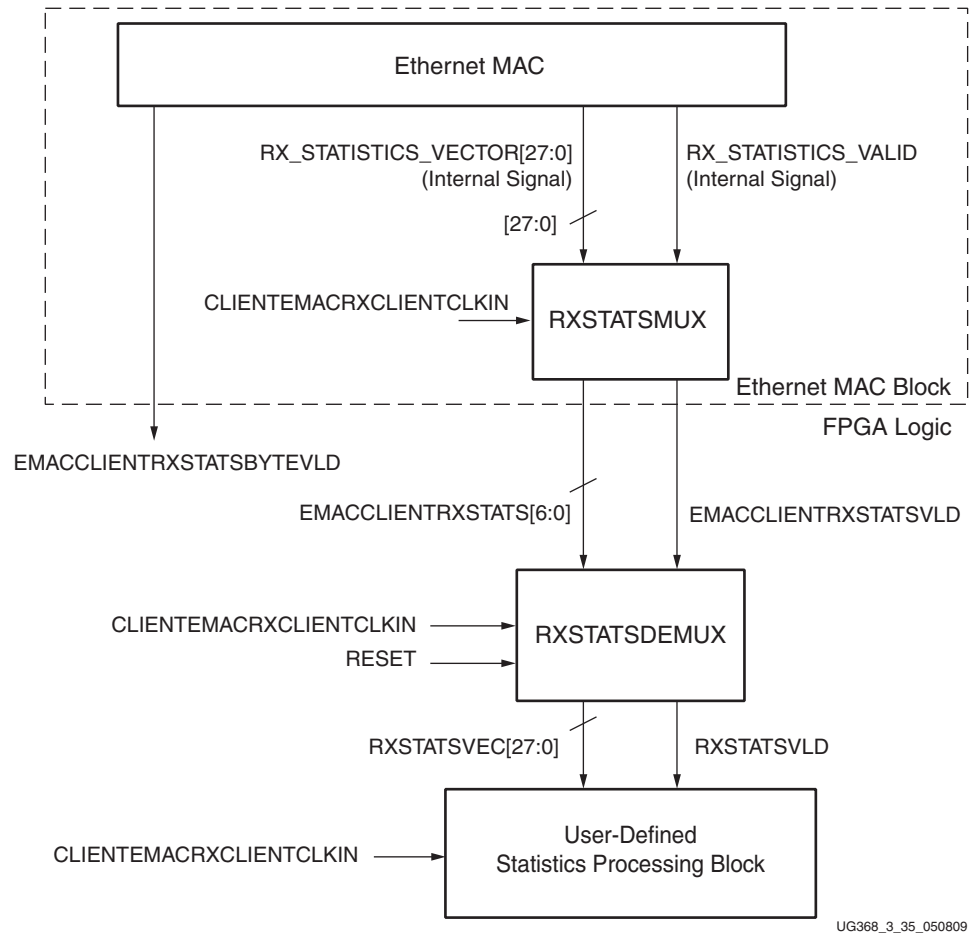 Ethernet MAC
RX_STATISTICS_VECTOR[27:0]
(Internal Signal)
RX_STATISTICS_VALID
(Internal Signal)
[27:0]
CLIENTEMACRXCLIENTCLKIN
RXSTATSMUX
Ethernet MAC Block
FPGA Logic
EMACCLIENTRXSTATSBYTEVLD
EMACCLIENTRXSTATS[6:0]
EMACCLIENTRXSTATSVLD
CLIENTEMACRXCLIENTCLKIN
RESET
RXSTATSDEMUX
RXSTATSVEC[27:0]
RXSTATSVLD
User-Defined
Statistics Processing Block
CLIENTEMACRXCLIENTCLKIN
UG368_3_35_050809